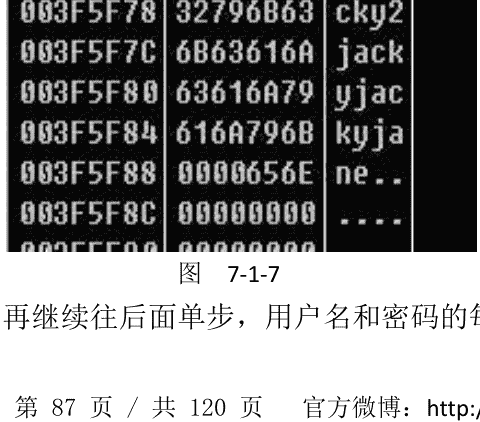 003F5F78 32796B63 cky2
003F5F7C 6B63616A jack
003F5F80 63616A79 yjac
003F5F84 616A796B kyja
003F5F88 0000656E ne..
003F5F8C 00000000 ....
图 7-1-7
再继续往后面单步，用户名和密码的
第 87 页 / 共 120 页 官方微博：http:/